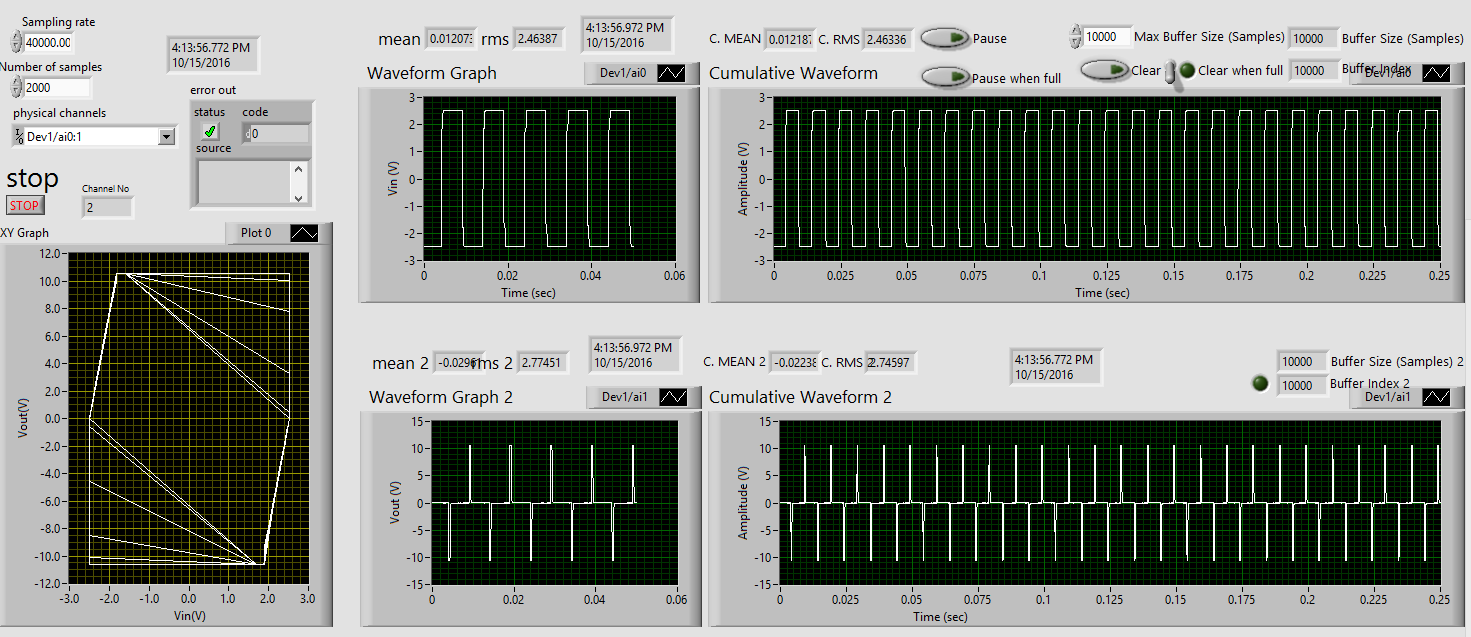 Sampling rate
40000.00
Number of samples
2000
physical channels
Dev1/ai0:1
stop
STOP
Channel No
2
4:13:56.772 PM
10/15/2016
error out
status code
0
source
XY Graph
Plot 0
12.0
10.0
8.0
6.0
4.0
2.0
0.0
-2.0
-4.0
-6.0
-8.0
-10.0
-12.0
Vout(V)
-3.0 -2.0 -1.0 0.0 1.0 2.0 3.0
Vin(V)
mean 0.01207 rms 2.46387
4:13:56.972 PM
10/15/2016
Waveform Graph
Dev1/ai0
3
2
1
0
-1
-2
-3
Vin (V)
0 0.02 0.04 0.06
Time (sec)
C. MEAN 0.01218 C. RMS 2.46336
Pause
10000 Max Buffer Size (Samples) 10000 Buffer Size (Samples)
Cumulative Waveform
Pause when full
Clear
Clear when full
10000 Buffer Index
Dev1/ai0
3
2
1
0
-1
-2
-3
Amplitude (V)
0 0.025 0.05 0.075 0.1 0.125 0.15 0.175 0.2 0.225 0.25
Time (sec)
mean 2 -0.0296 rms 2 2.77451
4:13:56.972 PM
10/15/2016
Waveform Graph 2
Dev1/ai1
15
10
5
0
-5
-10
-15
Vout (V)
0 0.02 0.04 0.06
C. MEAN 2 -0.02238 C. RMS 2 2.74597
4:13:56.772 PM
10/15/2016
10000 Buffer Size (Samples) 2
10000 Buffer Index 2
Cumulative Waveform 2
Dev1/ai1
15
10
5
0
-5
-10
-15
Amplitude (V)
0 0.025 0.05 0.075 0.1 0.125 0.15 0.175 0.2 0.225 0.25
Time (sec)